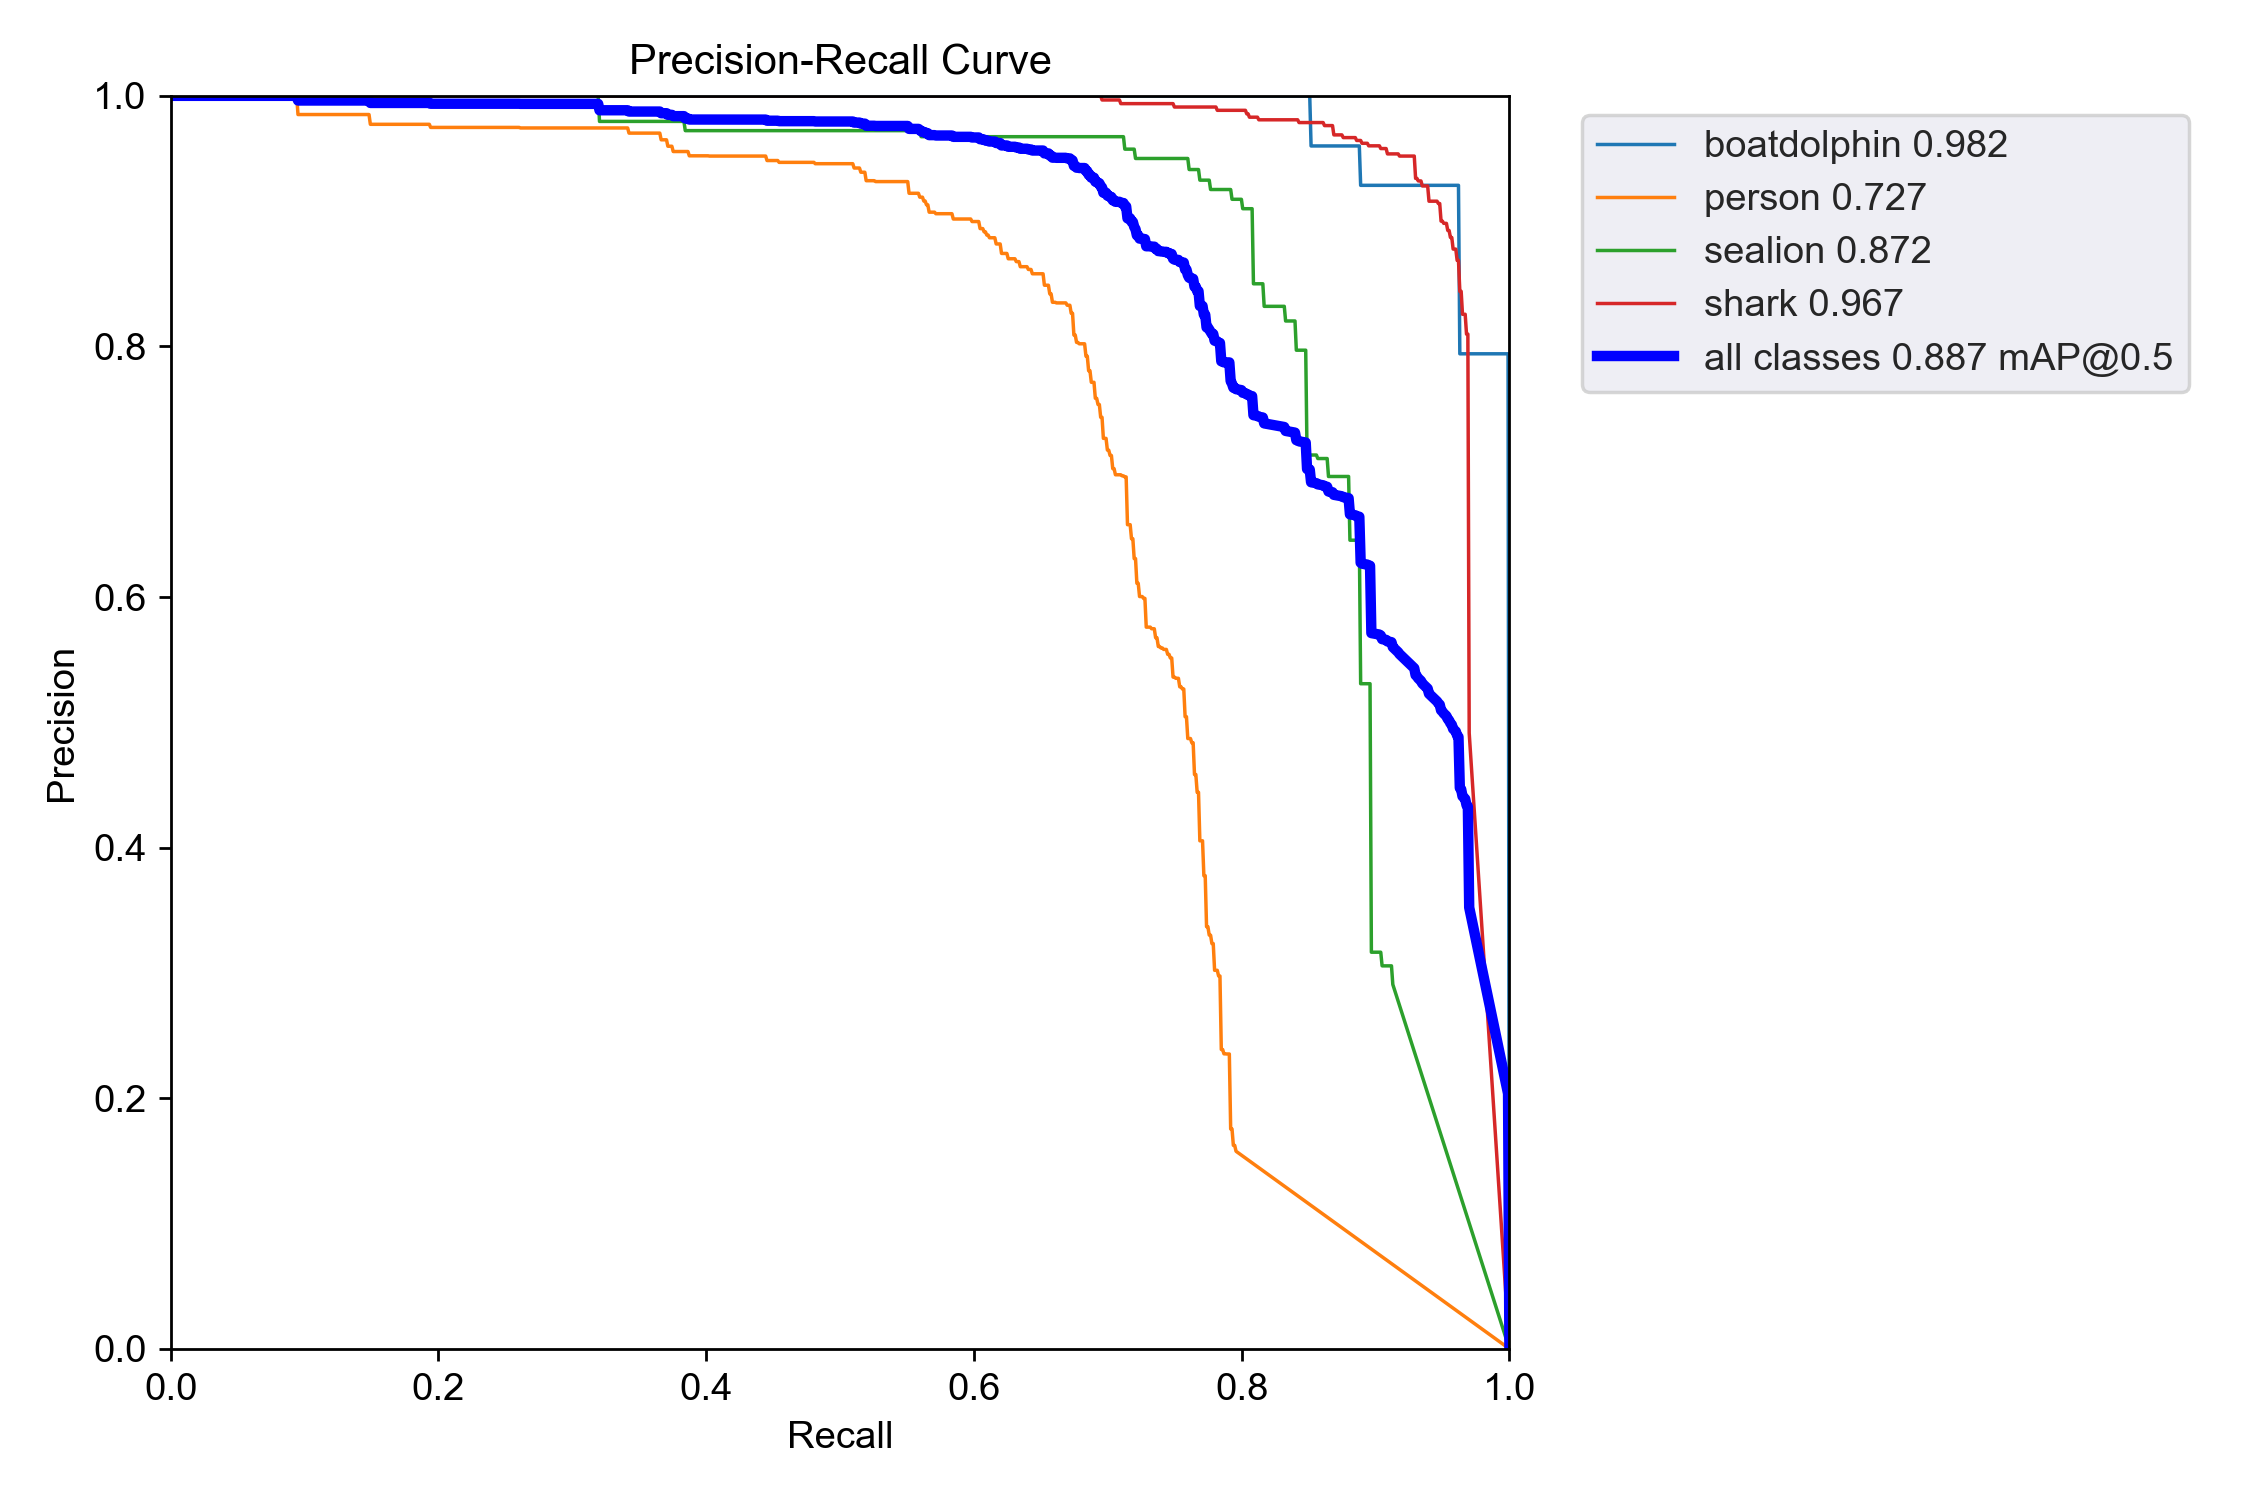 Precision-Recall Curve
1.0
0.8
0.6
0.4
0.2
0.0
Precision
0.0 0.2 0.4 0.6 0.8 1.0
Recall
boatdolphin 0.982
person 0.727
sealion 0.872
shark 0.967
all classes 0.887 mAP@0.5